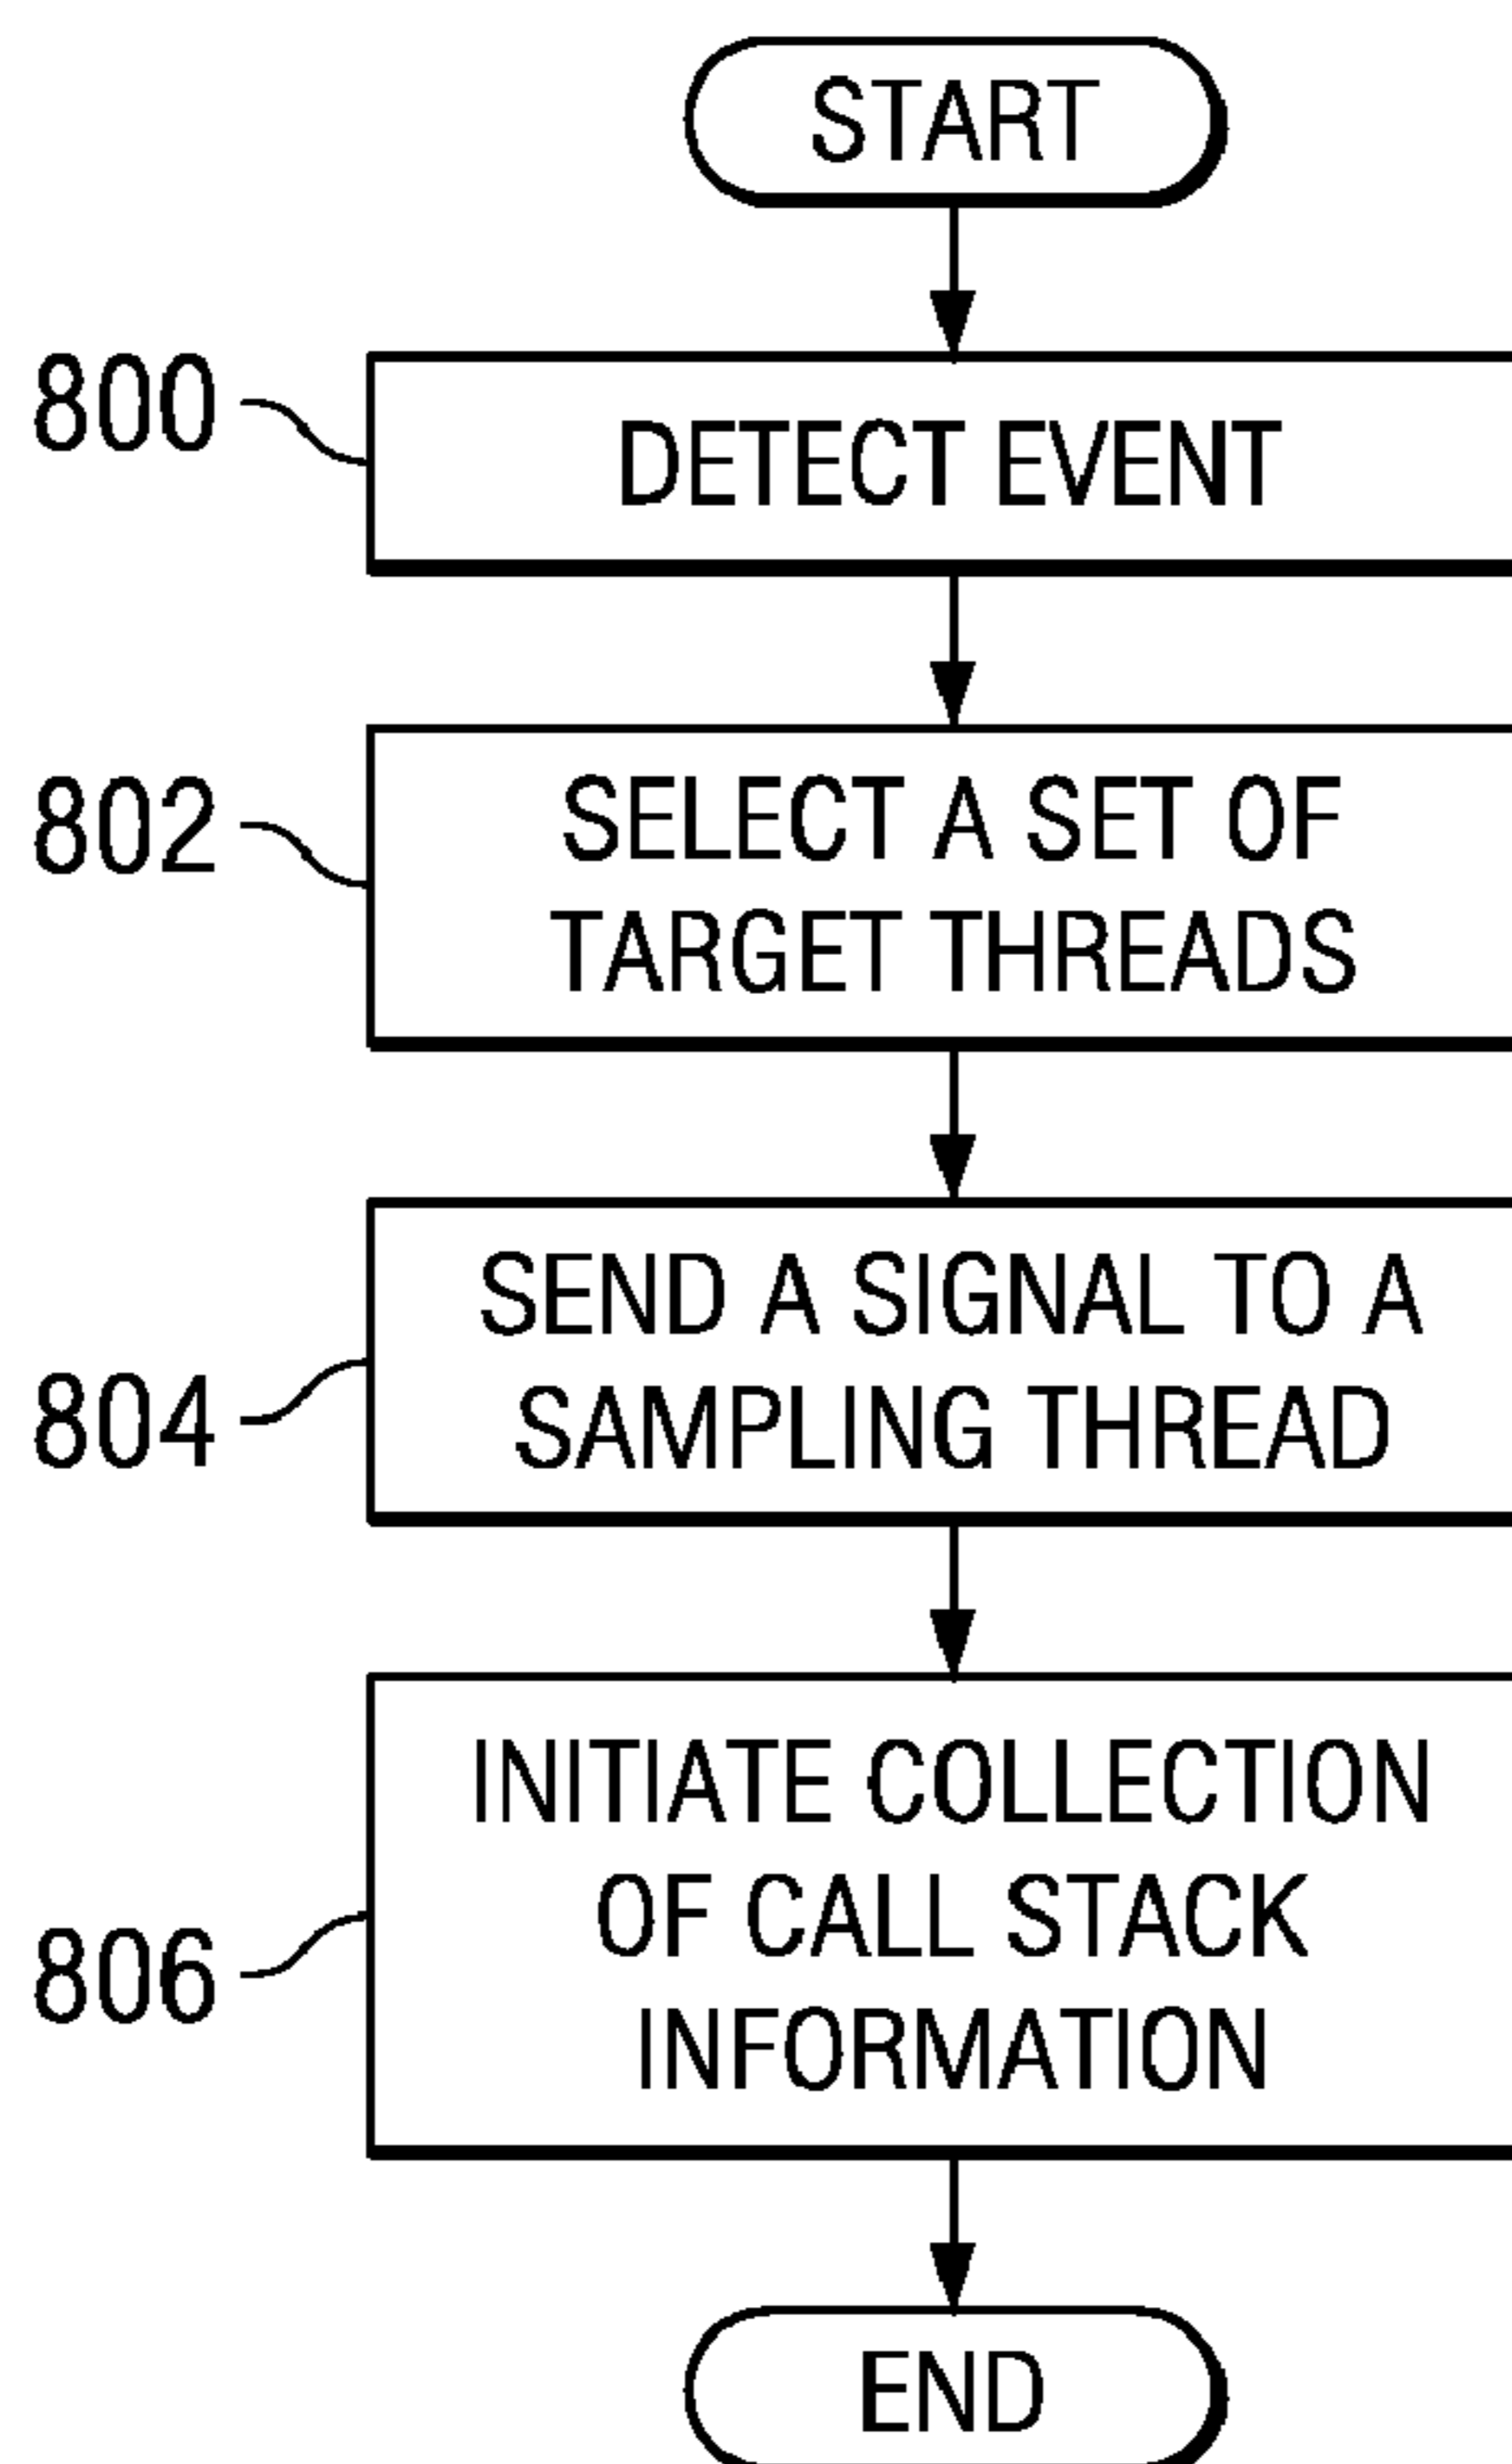 START
800
DETECT EVENT
802
SELECT A SET OF
TARGET THREADS
804
SEND A SIGNAL TO A
SAMPLING THREAD
806
INITIATE COLLECTION
OF CALL STACK
INFORMATION
END